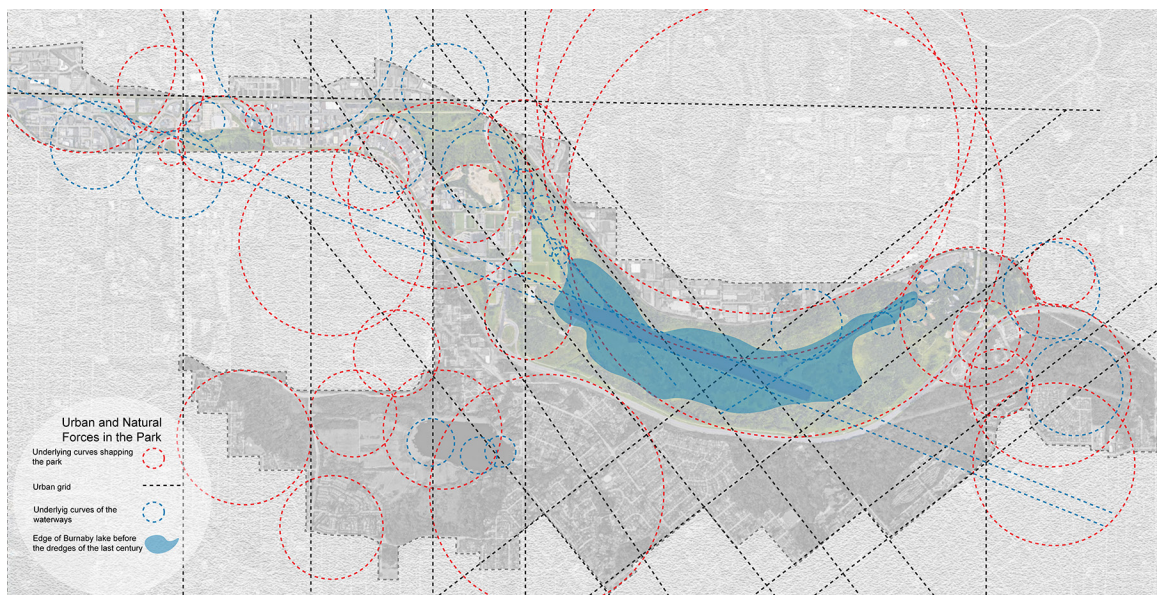 Urban and Natural
Forces in the Park
Underlying curves shapping
the park
Urban grid
Underlyig curves of the
waterways
Edge of Burnaby lake before
the dredges of the last century